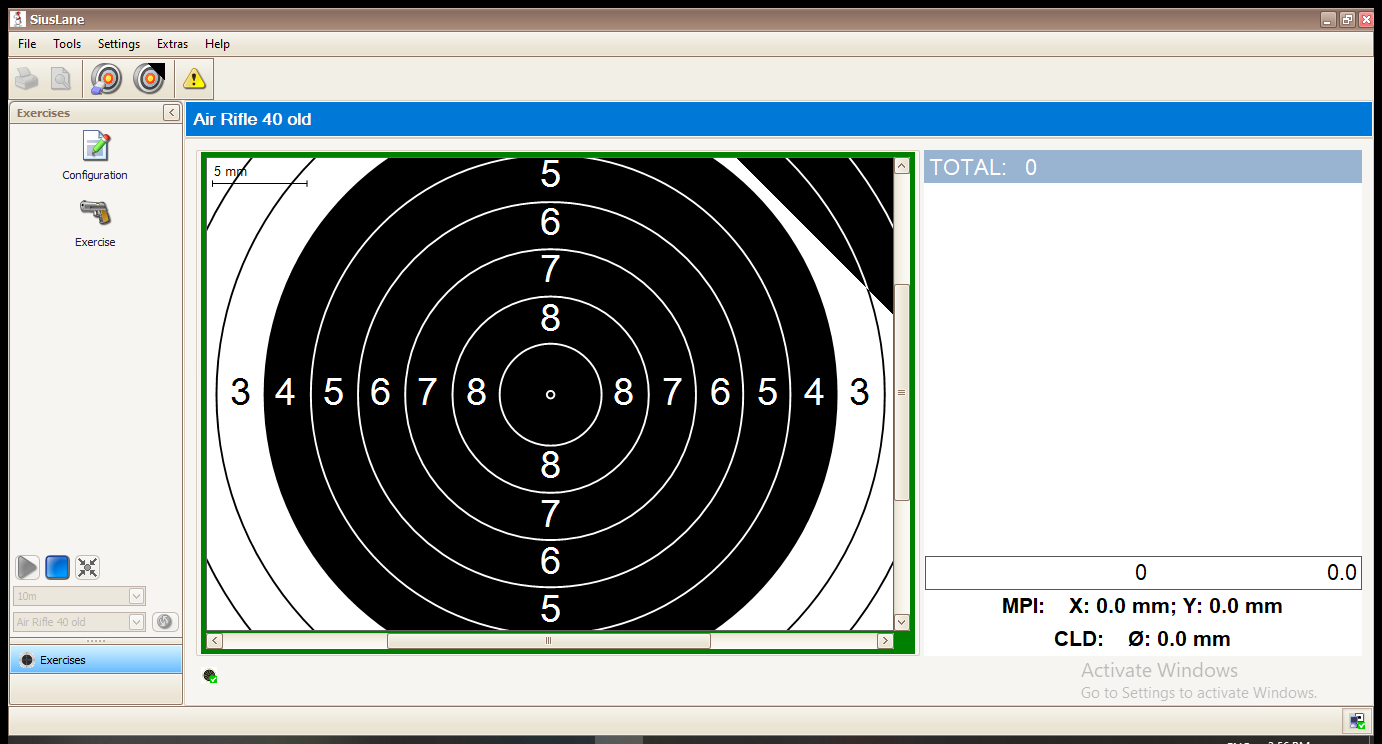 SiusLane
File Tools Settings Extras Help
Exercises
Configuration
Exercise
10m
Air Rifle 40 old
Exercises
Air Rifle 40 old
5 mm
5
6
7
8
3 4 5 6 7 8 8 7 6 5 4 3
8
7
6
5
TOTAL: 0
0 0.0
MPI: X: 0.0 mm; Y: 0.0 mm
CLD: Ø: 0.0 mm
Activate Windows
Go to Settings to activate Windows.